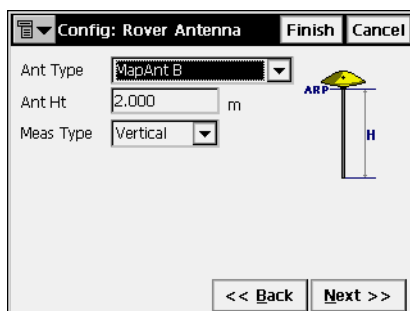 Config: Rover Antenna Finish Cancel
Ant Type MapAnt B
ARP
Ant Ht 2.000 m
Meas Type Vertical H
<< Back Next >>